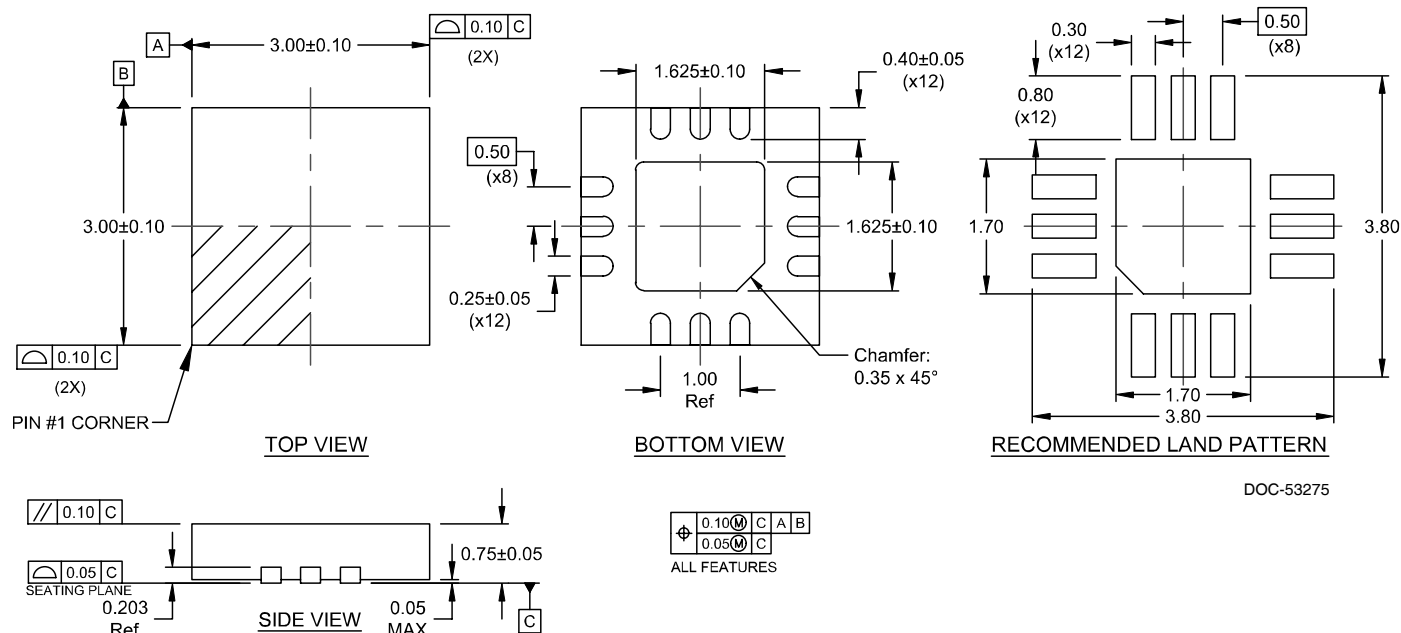 A
3.00±0.10
0.10 C
(2X)
B
3.00±0.10
0.10 C
(2X)
PIN #1 CORNER
TOP VIEW
1.625±0.10
0.40±0.05
(x12)
0.50
(x8)
1.625±0.10
0.25±0.05
(x12)
1.00
Ref
Chamfer:
0.35 x 45°
BOTTOM VIEW
0.30
(x12)
0.50
(x8)
0.80
(x12)
1.70
3.80
1.70
3.80
RECOMMENDED LAND PATTERN
DOC-53275
// 0.10 C
0.05 C
SEATING PLANE
0.203
Ref
SIDE VIEW
0.05
MAX
0.75±0.05
C
⌖ 0.10Ⓜ C A B
0.05Ⓜ C
ALL FEATURES